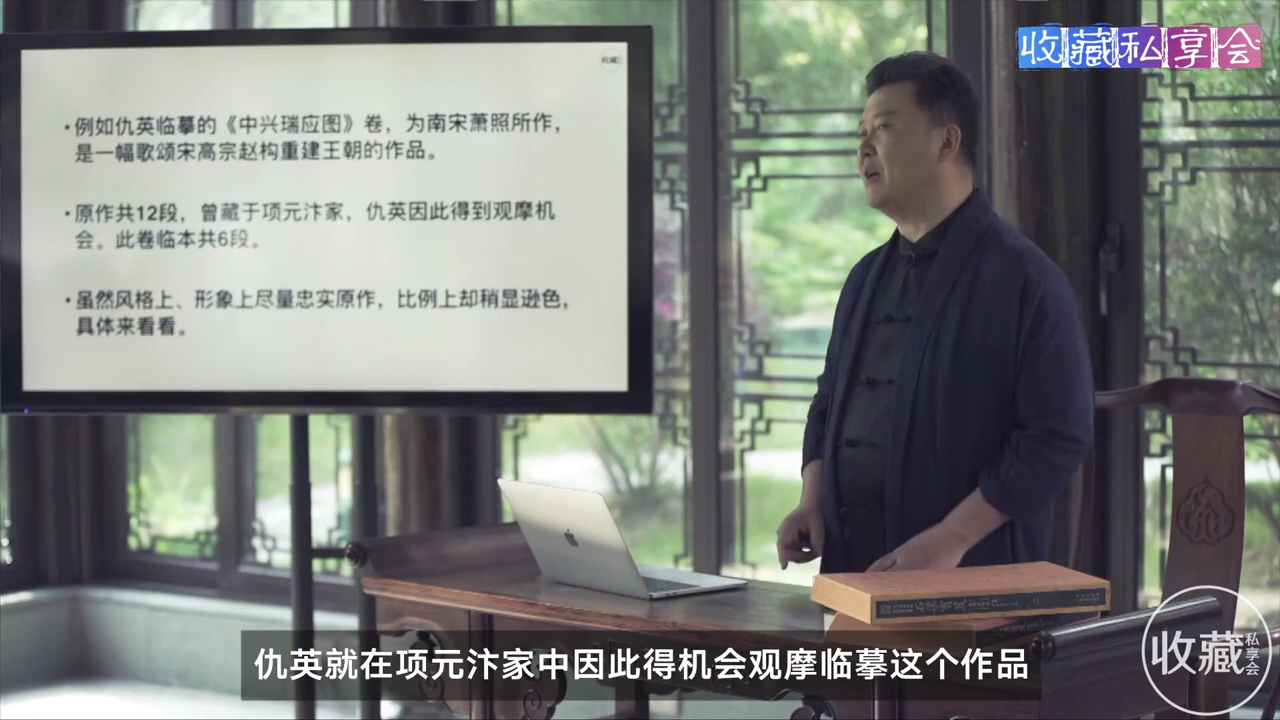 收藏私享会
收藏
·例如仇英临摹的《中兴瑞应图》卷，为南宋萧照所作，
是一幅歌颂宋高宗赵构重建王朝的作品。
·原作共12段，曾藏于项元汴家，仇英因此得到观摩机
会。此卷临本共6段。
·虽然风格上、形象上尽量忠实原作，比例上却稍显逊色，
具体来看看。
收藏
私享会
仇英就在项元汴家中因此得机会观摩临摹这个作品